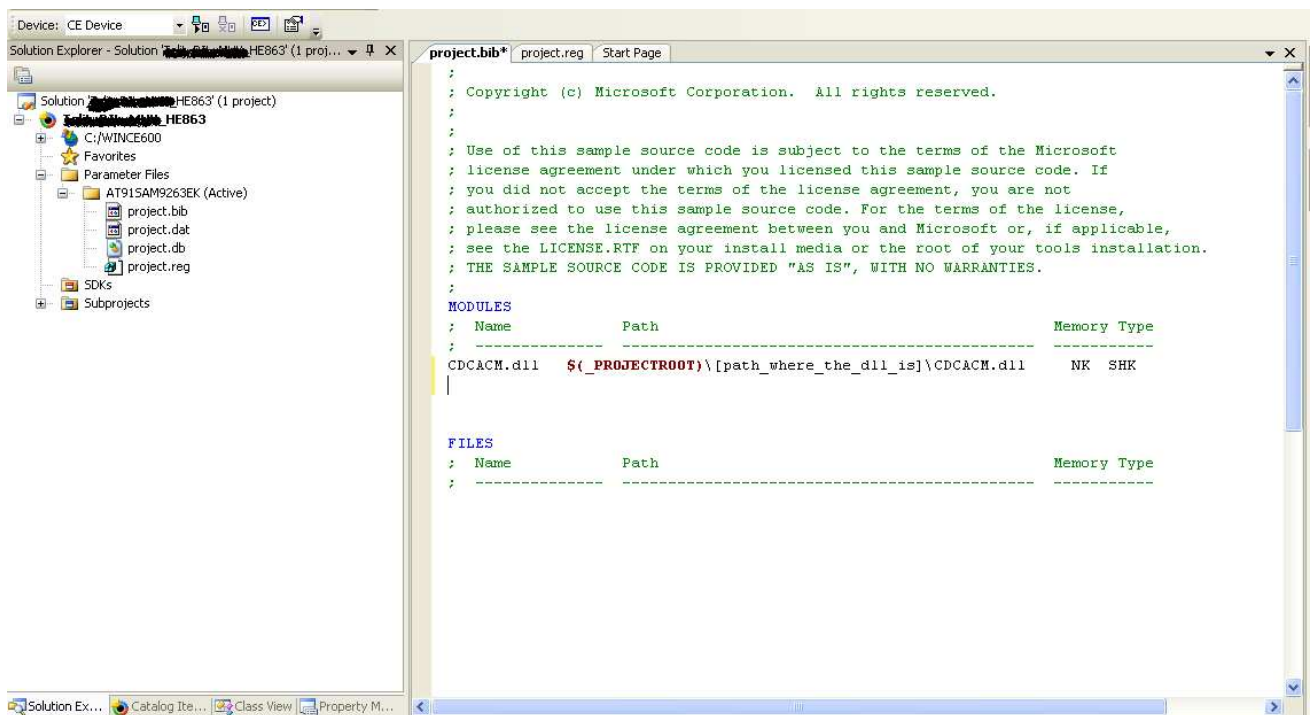 Device: CE Device
Solution Explorer - Solution ' HE863' (1 proj...
project.bib* project.reg Start Page
Solution ' HE863' (1 project)
_HE863
C:/WINCE600
Favorites
Parameter Files
AT91SAM9263EK (Active)
project.bib
project.dat
project.db
project.reg
SDKs
Subprojects
;
; Copyright (c) Microsoft Corporation. All rights reserved.
;
;
; Use of this sample source code is subject to the terms of the Microsoft
; license agreement under which you licensed this sample source code. If
; you did not accept the terms of the license agreement, you are not
; authorized to use this sample source code. For the terms of the license,
; please see the license agreement between you and Microsoft or, if applicable,
; see the LICENSE.RTF on your install media or the root of your tools installation.
; THE SAMPLE SOURCE CODE IS PROVIDED "AS IS", WITH NO WARRANTIES.
;
MODULES
; Name Path Memory Type
; -------------- --------------------------------------------- -----------
CDCACM.dll $(_PROJECTROOT)\[path_where_the_dll_is]\CDCACM.dll NK SHK
FILES
; Name Path Memory Type
; -------------- --------------------------------------------- -----------
Solution Ex... Catalog Ite... Class View Property M...